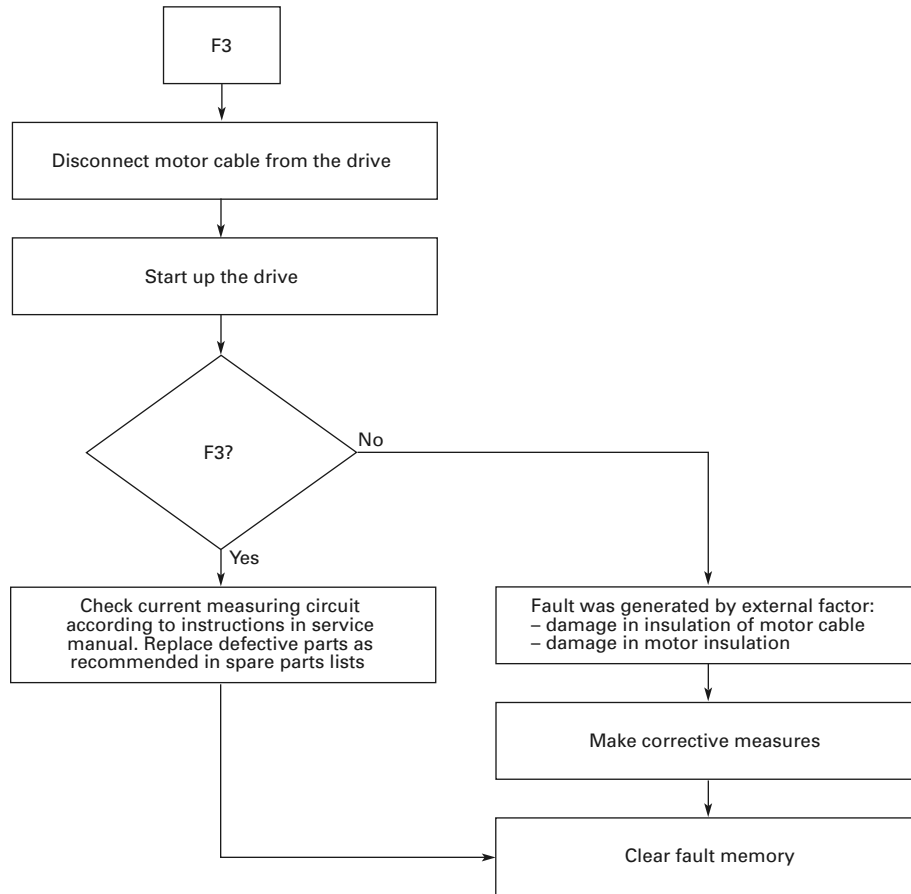 F3
Disconnect motor cable from the drive
Start up the drive
F3?
No
Yes
Check current measuring circuit
according to instructions in service
manual. Replace defective parts as
recommended in spare parts lists
Fault was generated by external factor:
– damage in insulation of motor cable
– damage in motor insulation
Make corrective measures
Clear fault memory